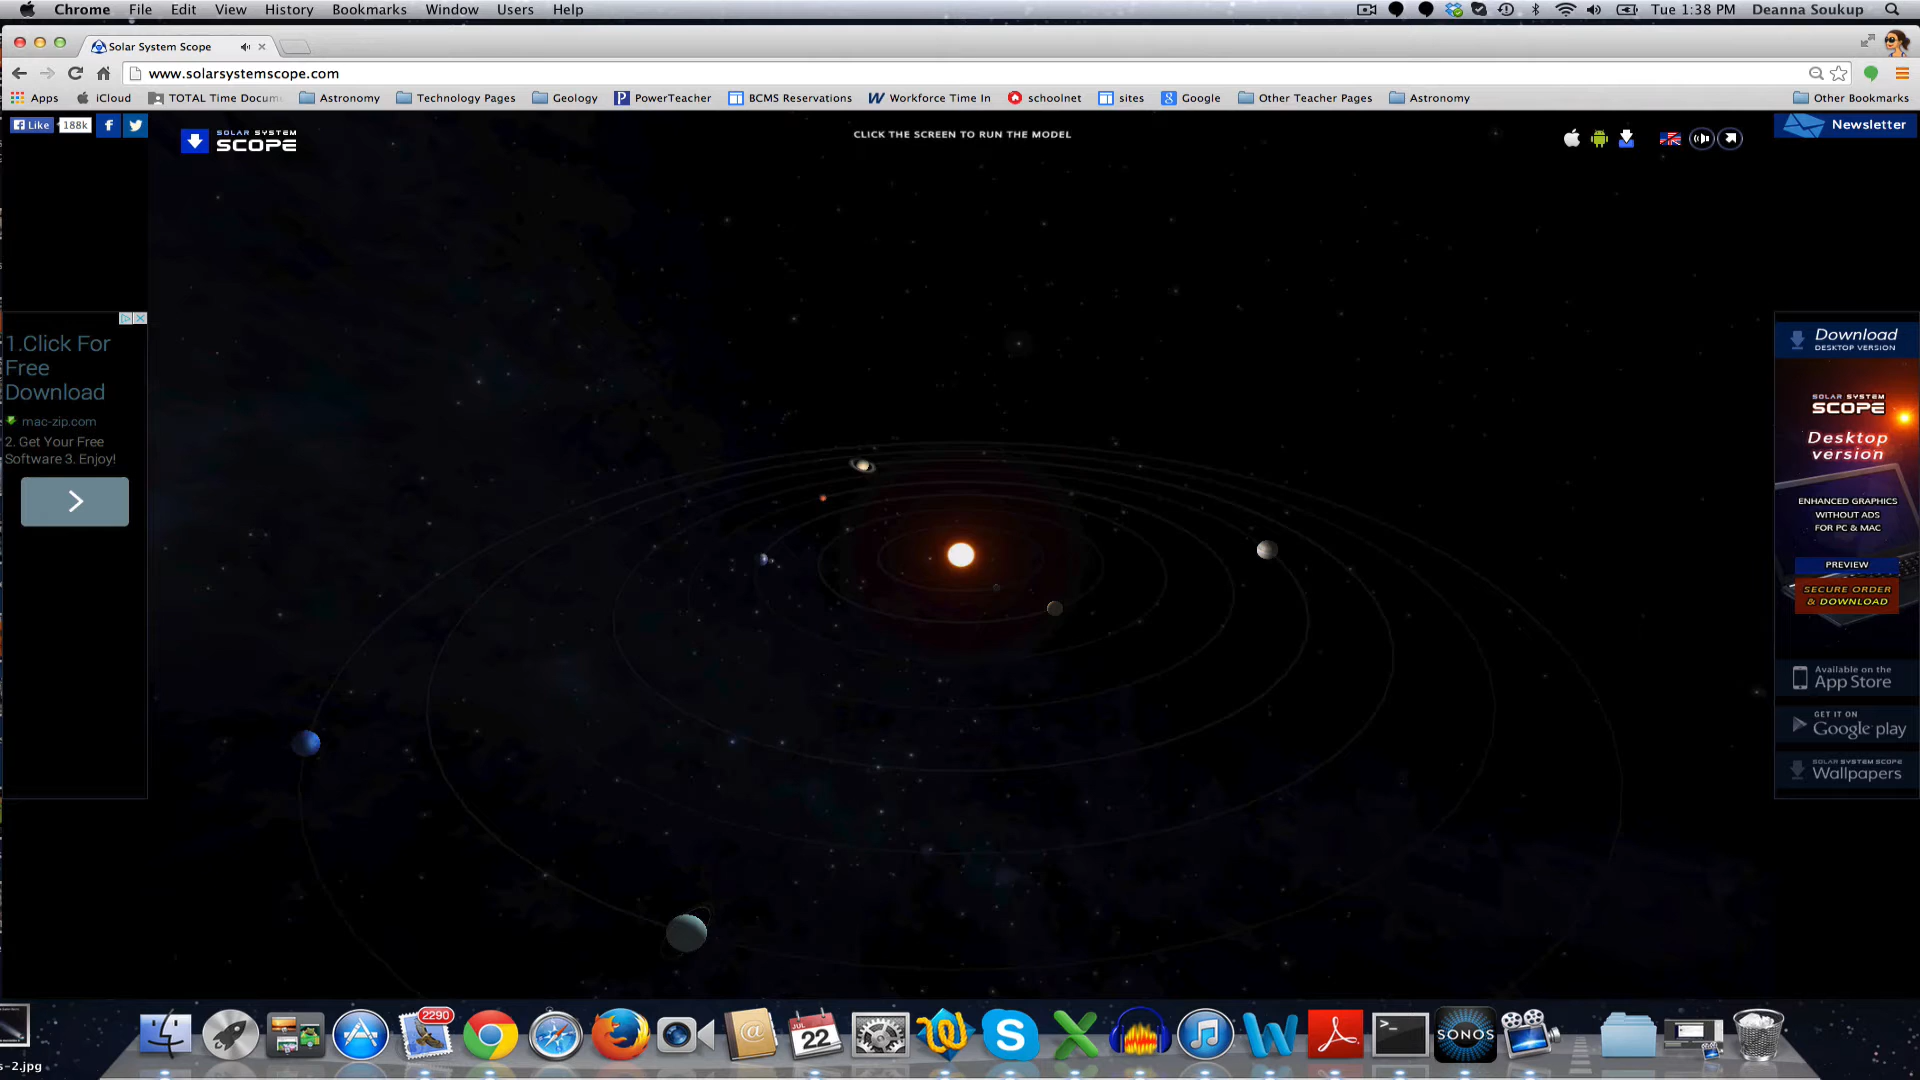 Chrome File Edit View History Bookmarks Window Users Help
Tue 1:38 PM Deanna Soukup
Solar System Scope
www.solarsystemscope.com
Apps iCloud TOTAL Time Docum Astronomy Technology Pages Geology PowerTeacher BCMS Reservations Workforce Time In schoolnet sites Google Other Teacher Pages Astronomy Other Bookmarks
Like 188k
SOLAR SYSTEM
SCOPE
CLICK THE SCREEN TO RUN THE MODEL
Newsletter
1.Click For
Free
Download
mac-zip.com
2. Get Your Free
Software 3. Enjoy!
Download
DESKTOP VERSION
SOLAR SYSTEM
SCOPE
Desktop
version
ENHANCED GRAPHICS
WITHOUT ADS
FOR PC & MAC
PREVIEW
SECURE ORDER
& DOWNLOAD
Available on the
App Store
GET IT ON
Google play
SOLAR SYSTEM SCOPE
Wallpapers
2290
JUL
22
SONOS
s-2.jpg